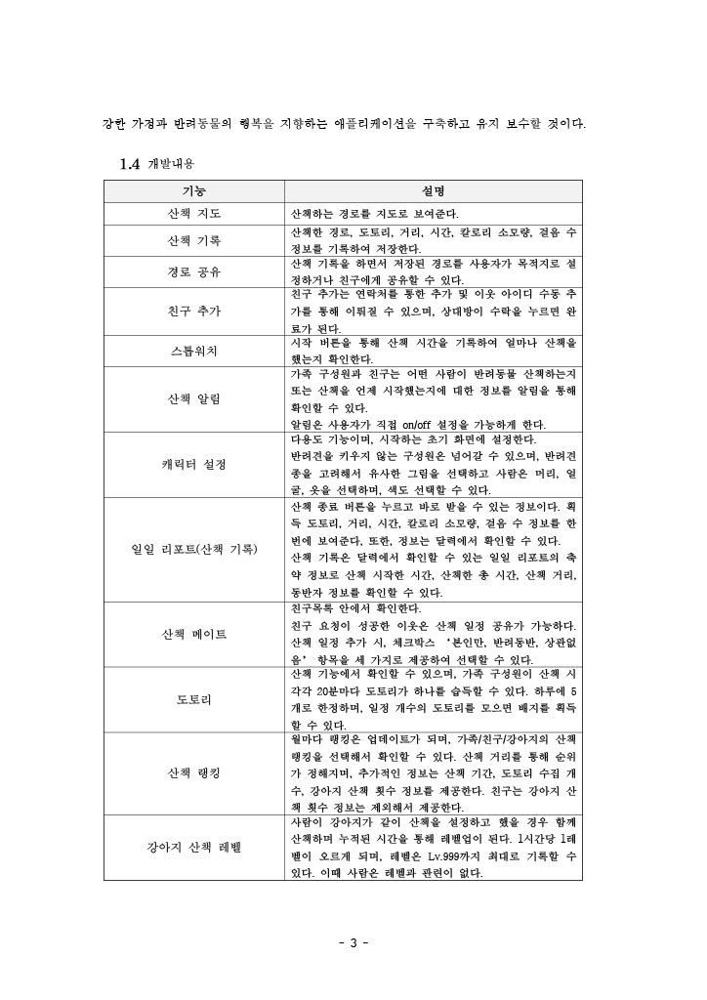 강한 가정과 반려동물의 행복을 지향하는 애플리케이션을 구축하고 유지 보수할 것이다.
1.4 개발내용
기능
설명
산책 지도
산책하는 경로를 지도로 보여준다.
산책 기록
산책한 경로, 도토리, 거리, 시간, 칼로리 소모량, 걸음 수
정보를 기록하여 저장한다.
경로 공유
산책 기록을 하면서 저장된 경로를 사용자가 목적지로 설
정하거나 친구에게 공유할 수 있다.
친구 추가
친구 추가는 연락처를 통한 추가 및 이웃 아이디 수동 추
가를 통해 이뤄질 수 있으며, 상대방이 수락을 누르면 완
료가 된다.
스톱워치
시작 버튼을 통해 산책 시간을 기록하여 얼마나 산책을
했는지 확인한다.
산책 알림
가족 구성원과 친구는 어떤 사람이 반려동물 산책하는지
또는 산책을 언제 시작했는지에 대한 정보를 알림을 통해
확인할 수 있다.
알림은 사용자가 직접 on/off 설정을 가능하게 한다.
캐릭터 설정
다용도 기능이며, 시작하는 초기 화면에 설정한다.
반려견을 키우지 않는 구성원은 넘어갈 수 있으며, 반려견
종을 고려해서 유사한 그림을 선택하고 사람은 머리, 얼
굴, 옷을 선택하며, 색도 선택할 수 있다.
일일 리포트(산책 기록)
산책 종료 버튼을 누르고 바로 받을 수 있는 정보이다. 획
득 도토리, 거리, 시간, 칼로리 소모량, 걸음 수 정보를 한
번에 보여준다, 또한, 정보는 달력에서 확인할 수 있다.
산책 기록은 달력에서 확인할 수 있는 일일 리포트의 축
약 정보로 산책 시작한 시간, 산책한 총 시간, 산책 거리,
동반자 정보를 확인할 수 있다.
산책 메이트
친구목록 안에서 확인한다.
친구 요청이 성공한 이웃은 산책 일정 공유가 가능하다.
산책 일정 추가 시, 체크박스 ‘본인만, 반려동반, 상관없
음’ 항목을 세 가지로 제공하여 선택할 수 있다.
도토리
산책 기능에서 확인할 수 있으며, 가족 구성원이 산책 시
각각 20분마다 도토리가 하나를 습득할 수 있다. 하루에 5
개로 한정하며, 일정 개수의 도토리를 모으면 배지를 획득
할 수 있다.
산책 랭킹
월마다 랭킹은 업데이트가 되며, 가족/친구/강아지의 산책
랭킹을 선택해서 확인할 수 있다. 산책 거리를 통해 순위
가 정해지며, 추가적인 정보는 산책 기간, 도토리 수집 개
수, 강아지 산책 횟수 정보를 제공한다. 친구는 강아지 산
책 횟수 정보는 제외해서 제공한다.
강아지 산책 레벨
사람이 강아지가 같이 산책을 설정하고 했을 경우 함께
산책하며 누적된 시간을 통해 레벨업이 된다. 1시간당 1레
벨이 오르게 되며, 레벨은 Lv.999까지 최대로 기록할 수
있다. 이때 사람은 레벨과 관련이 없다.
- 3 -